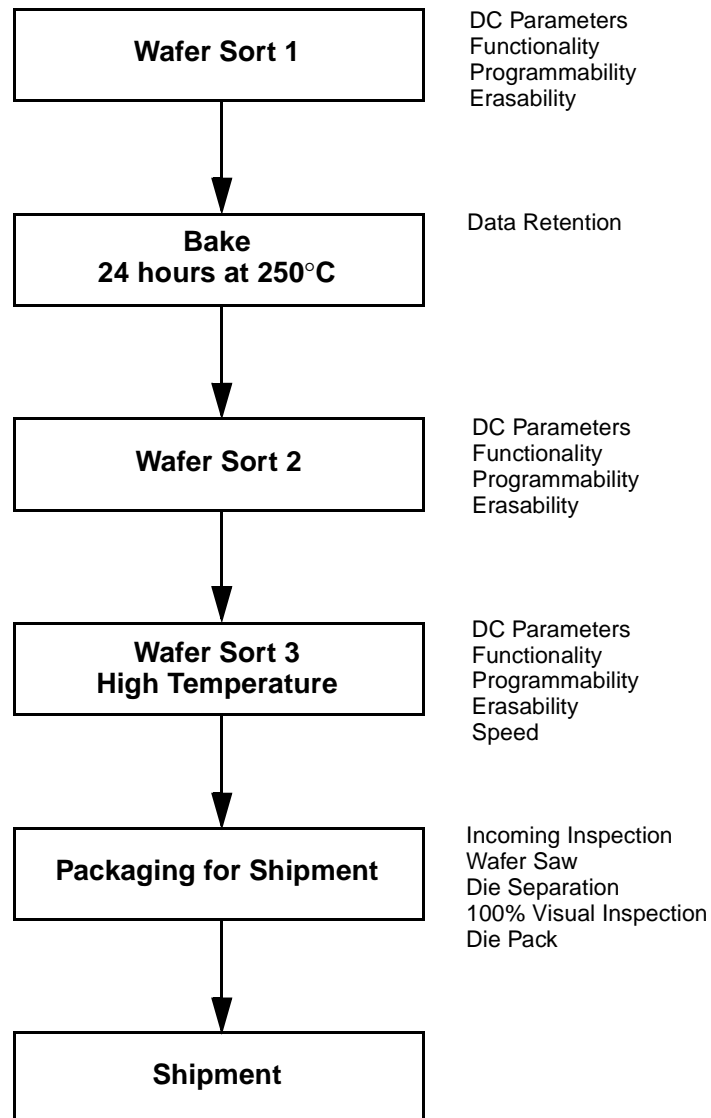 Wafer Sort 1
DC Parameters
Functionality
Programmability
Erasability
Bake
24 hours at 250°C
Data Retention
Wafer Sort 2
DC Parameters
Functionality
Programmability
Erasability
Wafer Sort 3
High Temperature
DC Parameters
Functionality
Programmability
Erasability
Speed
Packaging for Shipment
Incoming Inspection
Wafer Saw
Die Separation
100% Visual Inspection
Die Pack
Shipment